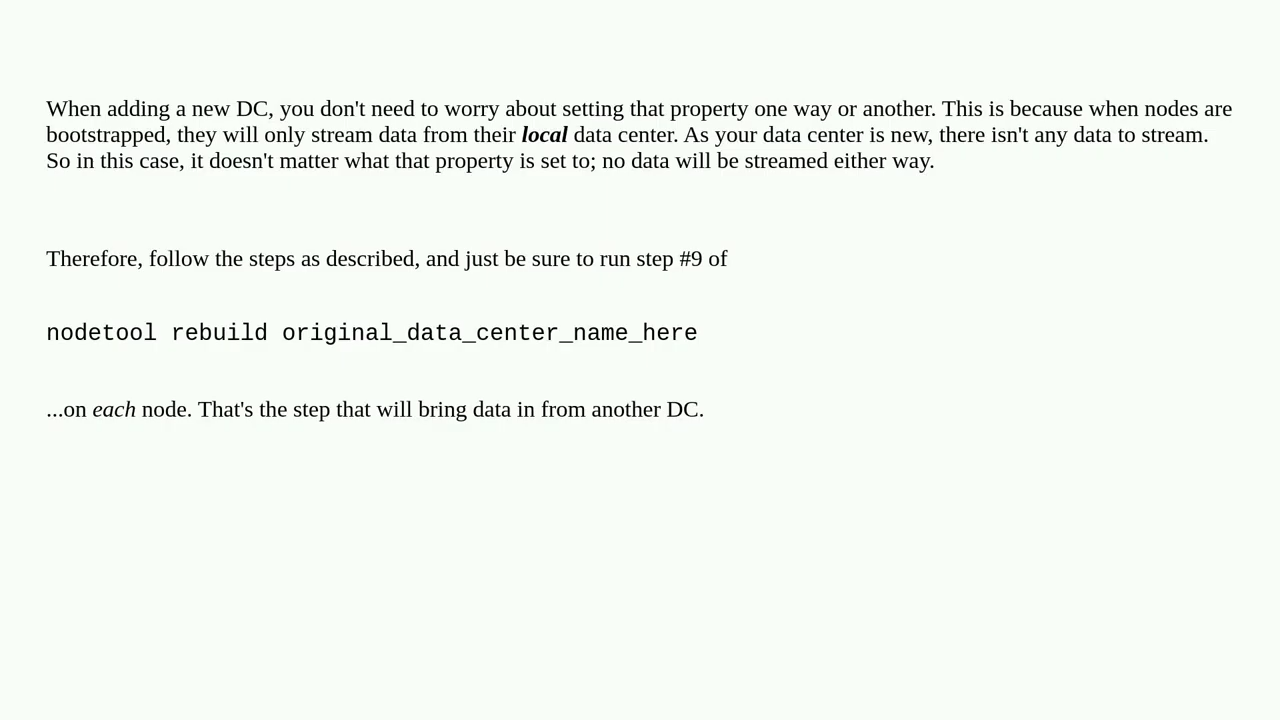 When adding a new DC, you don't need to worry about setting that property one way or another. This is because when nodes are
bootstrapped, they will only stream data from their local data center. As your data center is new, there isn't any data to stream.
So in this case, it doesn't matter what that property is set to; no data will be streamed either way.
Therefore, follow the steps as described, and just be sure to run step #9 of
nodetool rebuild original_data_center_name_here
...on each node. That's the step that will bring data in from another DC.